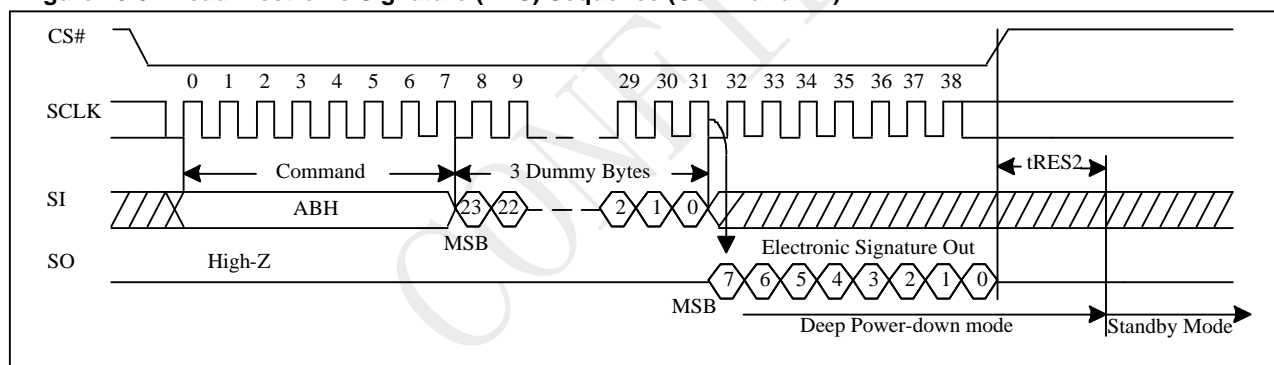 CS#
0 1 2 3 4 5 6 7 8 9 29 30 31 32 33 34 35 36 37 38
SCLK
Command 3 Dummy Bytes tRES2
SI
ABH 23 22 2 1 0
MSB
Electronic Signature Out
SO High-Z
7 6 5 4 3 2 1 0
MSB
Deep Power-down mode Standby Mode